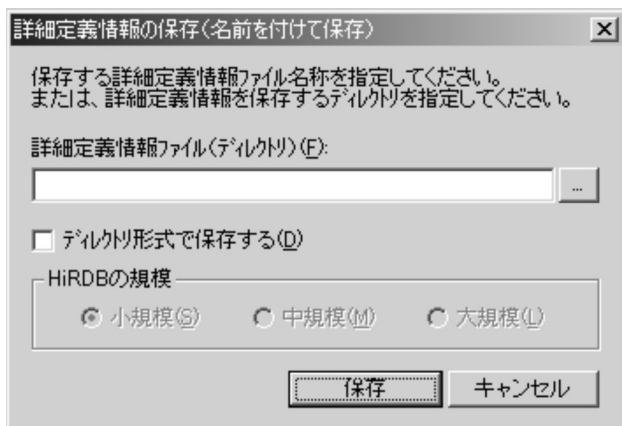 詳細定義情報の保存(名前を付けて保存)
保存する詳細定義情報ファイル名称を指定してください。
または、詳細定義情報を保存するディレクトリを指定してください。
詳細定義情報ファイル(ディレクトリ)(F):
...
ディレクトリ形式で保存する(D)
HiRDBの規模
小規模(S) 中規模(M) 大規模(L)
保存 キャンセル